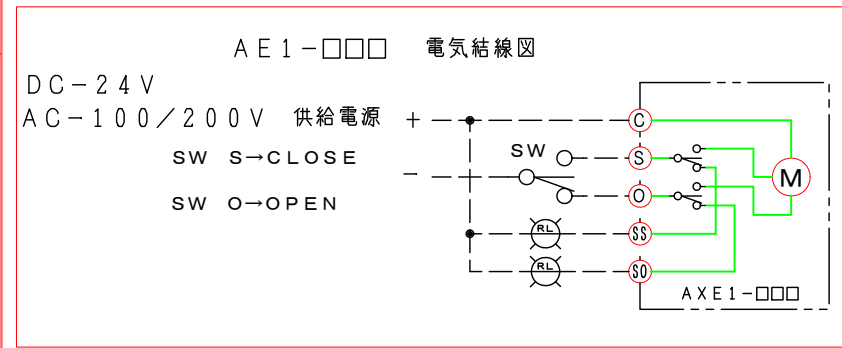 AE1-□□□ 電気結線図
DC-24V
AC-100/200V 供給電源 +
-
SW S→CLOSE
SW O→OPEN
SW
C
S
O
SS
SO
RL
RL
M
AXE1-□□□